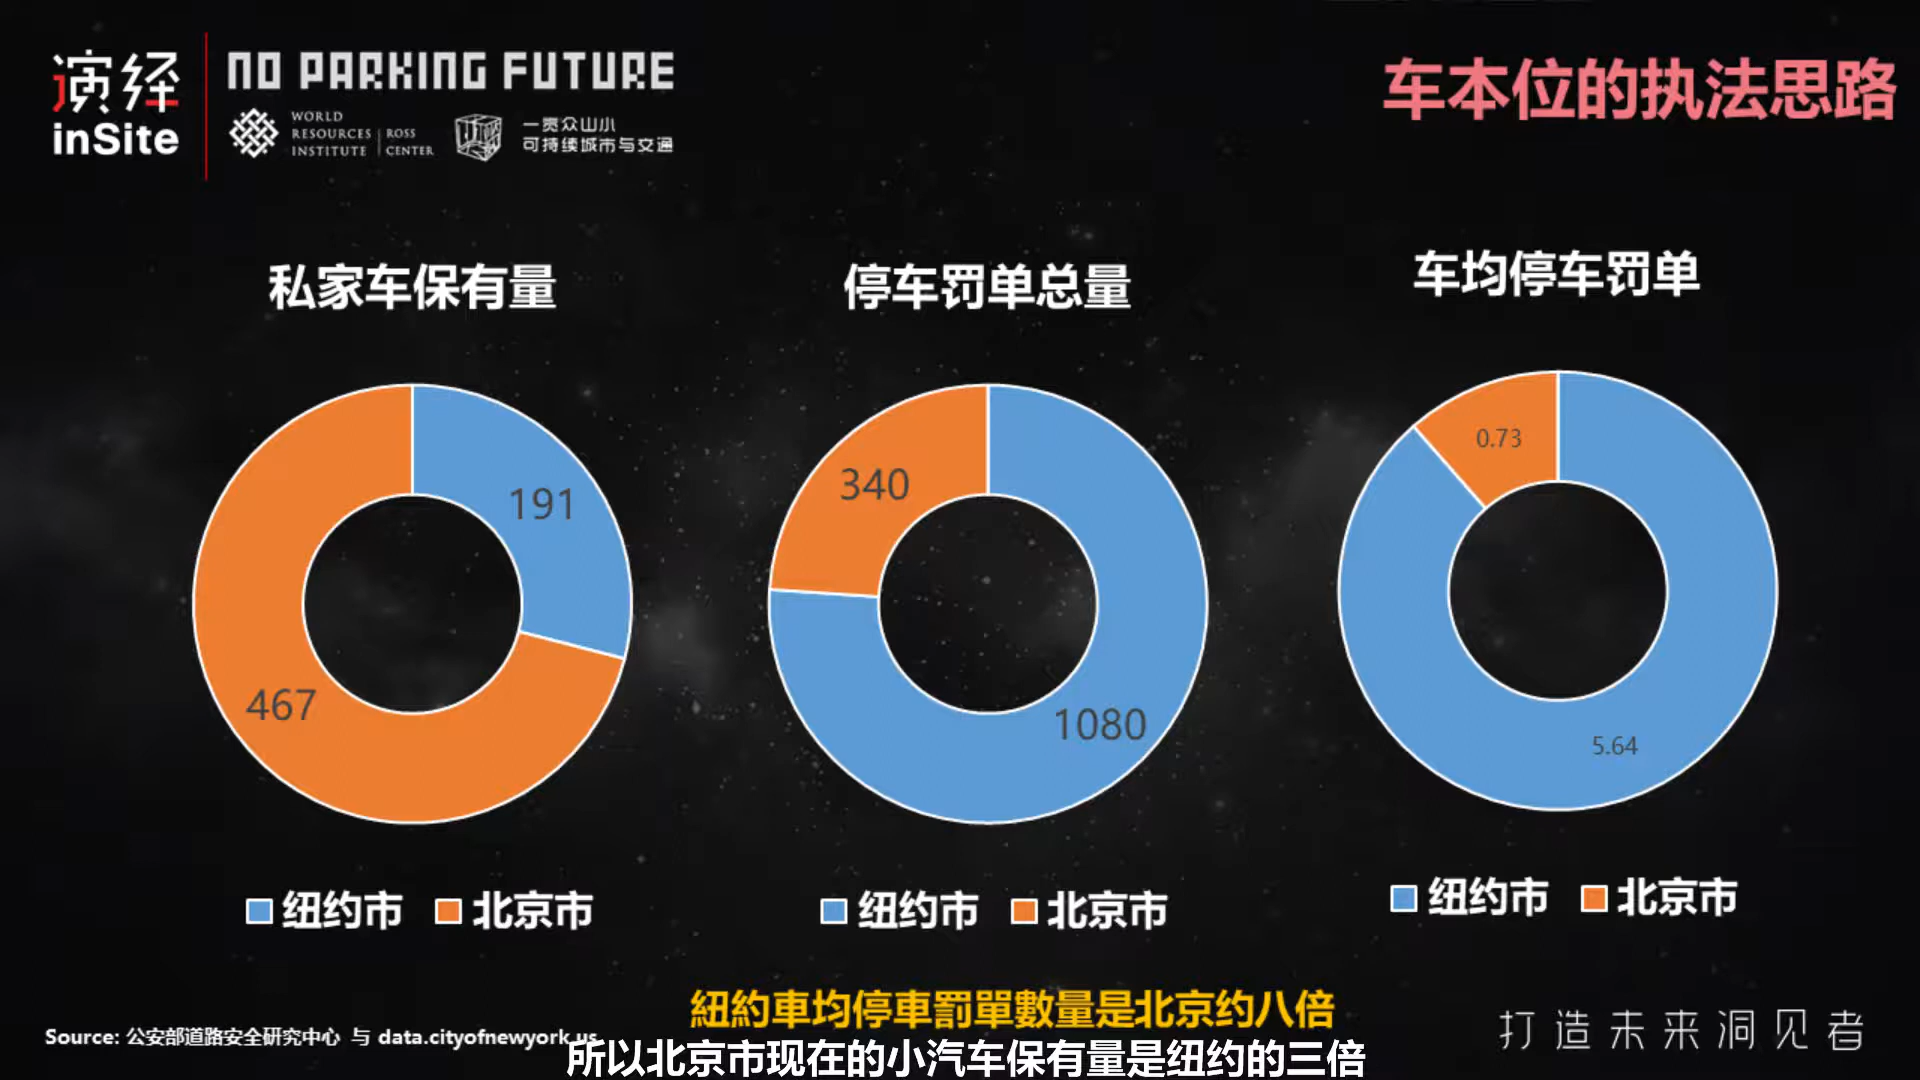 演经
inSite
NO PARKING FUTURE
WORLD
RESOURCES
INSTITUTE
ROSS
CENTER
一览众山小
可持续城市与交通
车本位的执法思路
私家车保有量
191
467
纽约市 北京市
停车罚单总量
340
1080
纽约市 北京市
车均停车罚单
0.73
5.64
纽约市 北京市
紐約車均停車罰單數量是北京约八倍
Source: 公安部道路安全研究中心 与 data.cityofnewyork.us
所以北京市现在的小汽车保有量是纽约的三倍
打造未来洞见者